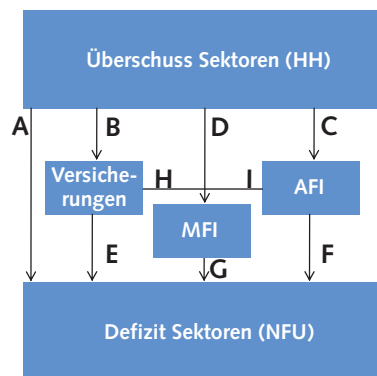 Überschuss Sektoren (HH)
A
B
D
C
Versiche-
rungen
H
I
AFI
MFI
E
G
F
Defizit Sektoren (NFU)